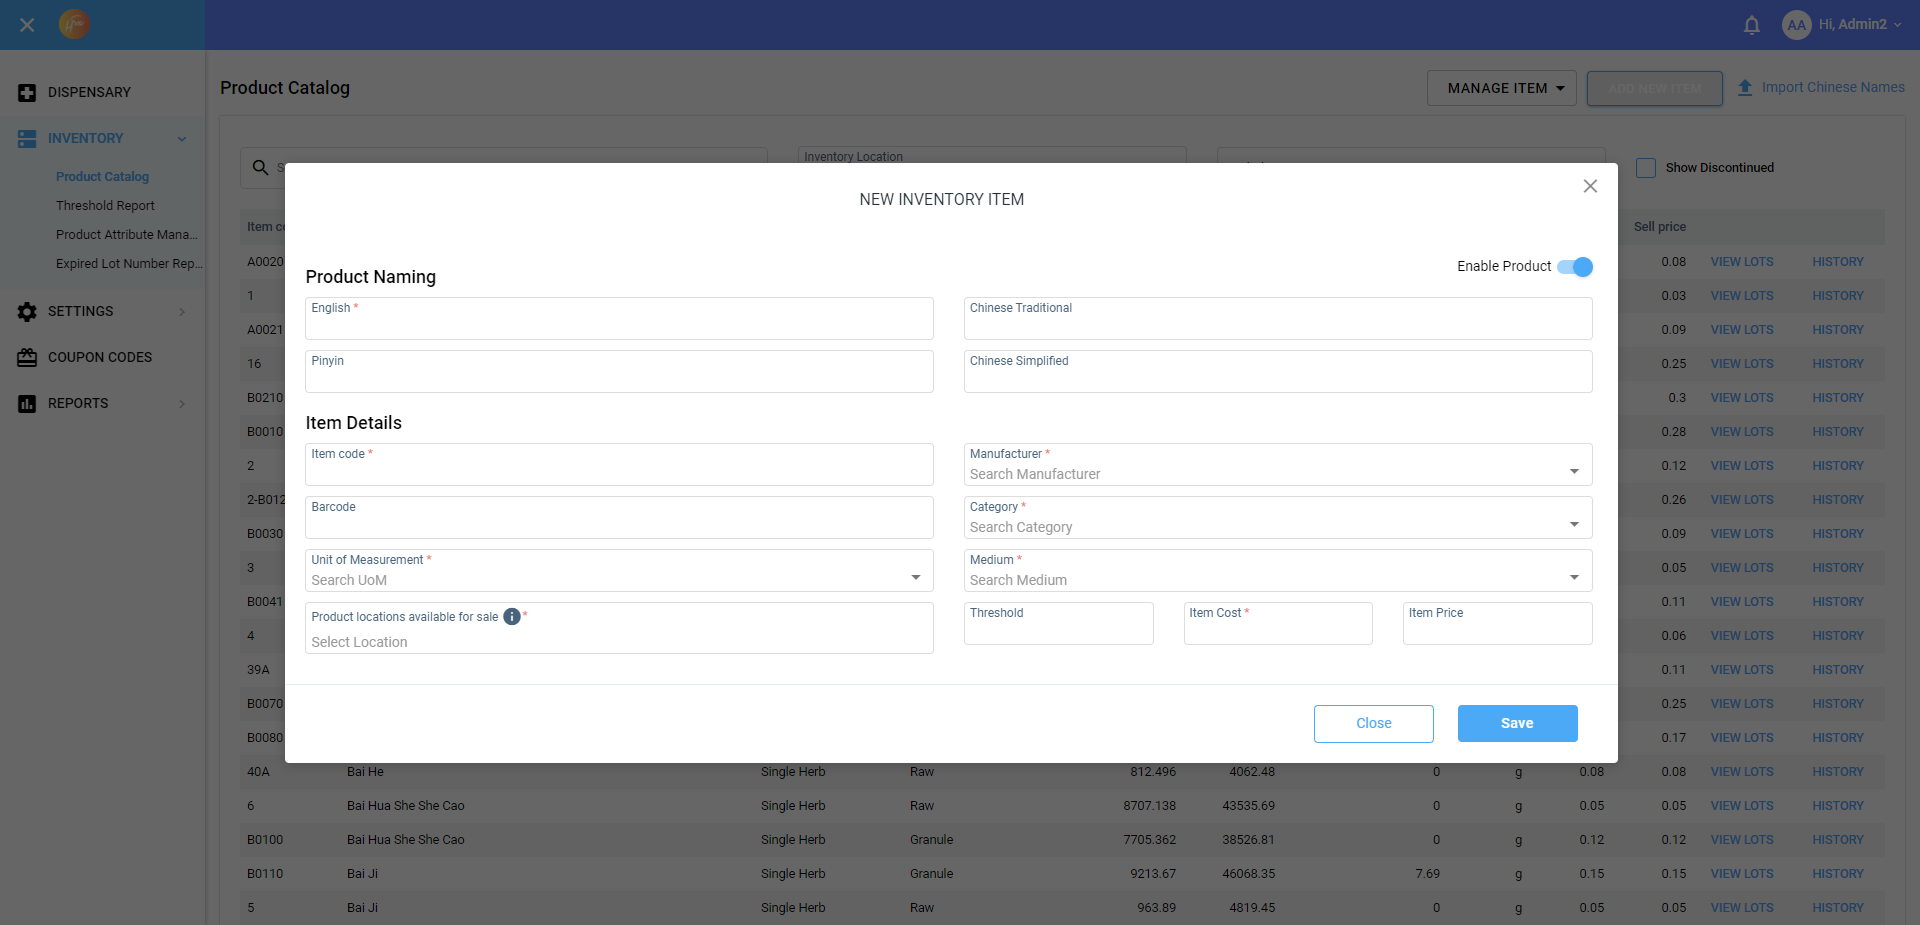 Hi, Admin2
DISPENSARY
INVENTORY
Product Catalog
Threshold Report
Product Attribute Mana...
Expired Lot Number Rep...
SETTINGS
COUPON CODES
REPORTS
Product Catalog
MANAGE ITEM
ADD NEW ITEM
Import Chinese Names
Inventory Location
Show Discontinued
NEW INVENTORY ITEM
Enable Product
Product Naming
English *
Chinese Traditional
Pinyin
Chinese Simplified
Item Details
Item code *
Manufacturer *
Search Manufacturer
Barcode
Category *
Search Category
Unit of Measurement *
Search UoM
Medium *
Search Medium
Product locations available for sale *
Select Location
Threshold
Item Cost *
Item Price
Close
Save
Sell price
A0020 0.08 VIEW LOTS HISTORY
1 0.03 VIEW LOTS HISTORY
A0021 0.09 VIEW LOTS HISTORY
16 0.25 VIEW LOTS HISTORY
B0210 0.3 VIEW LOTS HISTORY
B0010 0.28 VIEW LOTS HISTORY
2 0.12 VIEW LOTS HISTORY
2-B012 0.26 VIEW LOTS HISTORY
B0030 0.09 VIEW LOTS HISTORY
3 0.05 VIEW LOTS HISTORY
B0041 0.11 VIEW LOTS HISTORY
4 0.06 VIEW LOTS HISTORY
39A 0.11 VIEW LOTS HISTORY
B0070 0.25 VIEW LOTS HISTORY
B0080 0.17 VIEW LOTS HISTORY
40A Bai He Single Herb Raw 812.496 4062.48 0 g 0.08 0.08 VIEW LOTS HISTORY
6 Bai Hua She She Cao Single Herb Raw 8707.138 43535.69 0 g 0.05 0.05 VIEW LOTS HISTORY
B0100 Bai Hua She She Cao Single Herb Granule 7705.362 38526.81 0 g 0.12 0.12 VIEW LOTS HISTORY
B0110 Bai Ji Single Herb Granule 9213.67 46068.35 7.69 g 0.15 0.15 VIEW LOTS HISTORY
5 Bai Ji Single Herb Raw 963.89 4819.45 0 g 0.05 0.05 VIEW LOTS HISTORY